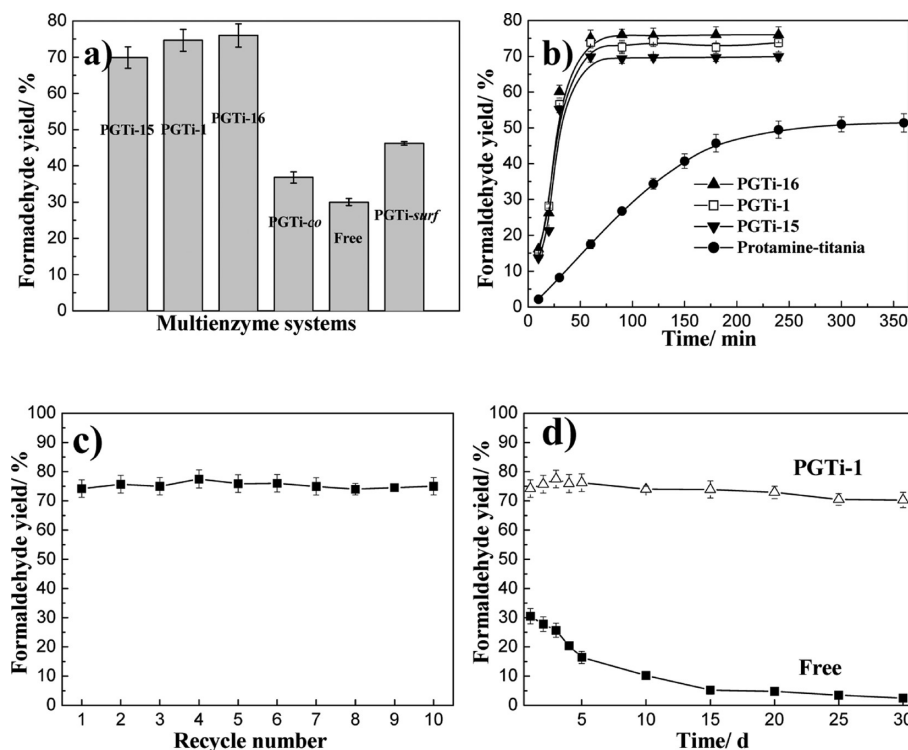 a)
Formadehyde yield/ %
80
70
60
50
40
30
20
10
0
PGTi-15
PGTi-1
PGTi-16
PGTi-co
Free
PGTi-surf
Multienzyme systems
b)
Formaldehyde yield/ %
80
70
60
50
40
30
20
10
0
PGTi-16
PGTi-1
PGTi-15
Protamine-titania
0 50 100 150 200 250 300 350
Time/ min
c)
Formaldehyde yield/ %
100
90
80
70
60
50
40
30
20
10
0
1 2 3 4 5 6 7 8 9 10
Recycle number
d)
Formaldehyde yield/ %
100
90
80
70
60
50
40
30
20
10
0
PGTi-1
Free
5 10 15 20 25 30
Time/ d